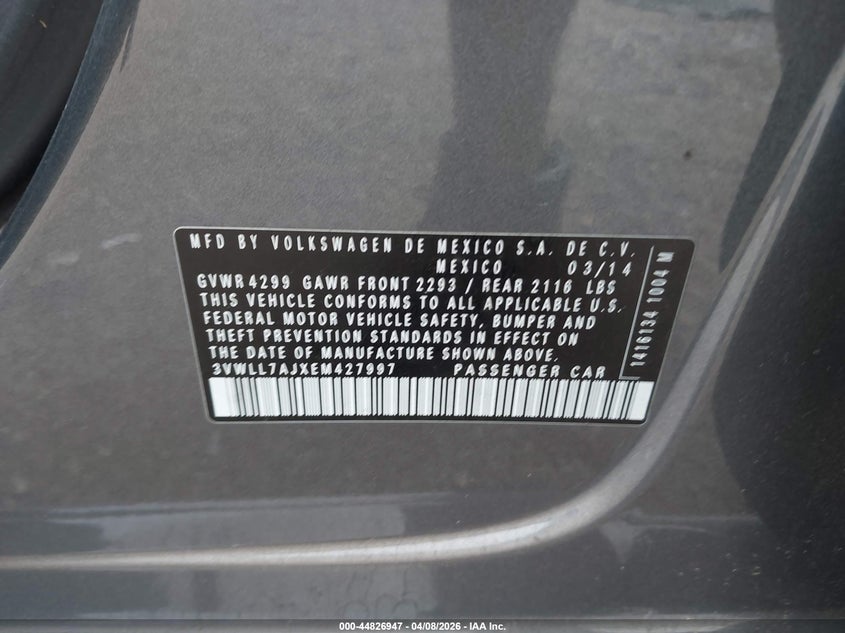 MFD BY VOLKSWAGEN DE MEXICO S.A. DE C.V.
MEXICO 03/14
GVWR 4299 GAWR FRONT 2293 / REAR 2116 LBS
THIS VEHICLE CONFORMS TO ALL APPLICABLE U.S.
FEDERAL MOTOR VEHICLE SAFETY, BUMPER AND
THEFT PREVENTION STANDARDS IN EFFECT ON
THE DATE OF MANUFACTURE SHOWN ABOVE.
3VWLL7AJXEM427997 PASSENGER CAR
1416134 1004 M
000-44826947 - 04/08/2026 - IAA Inc.